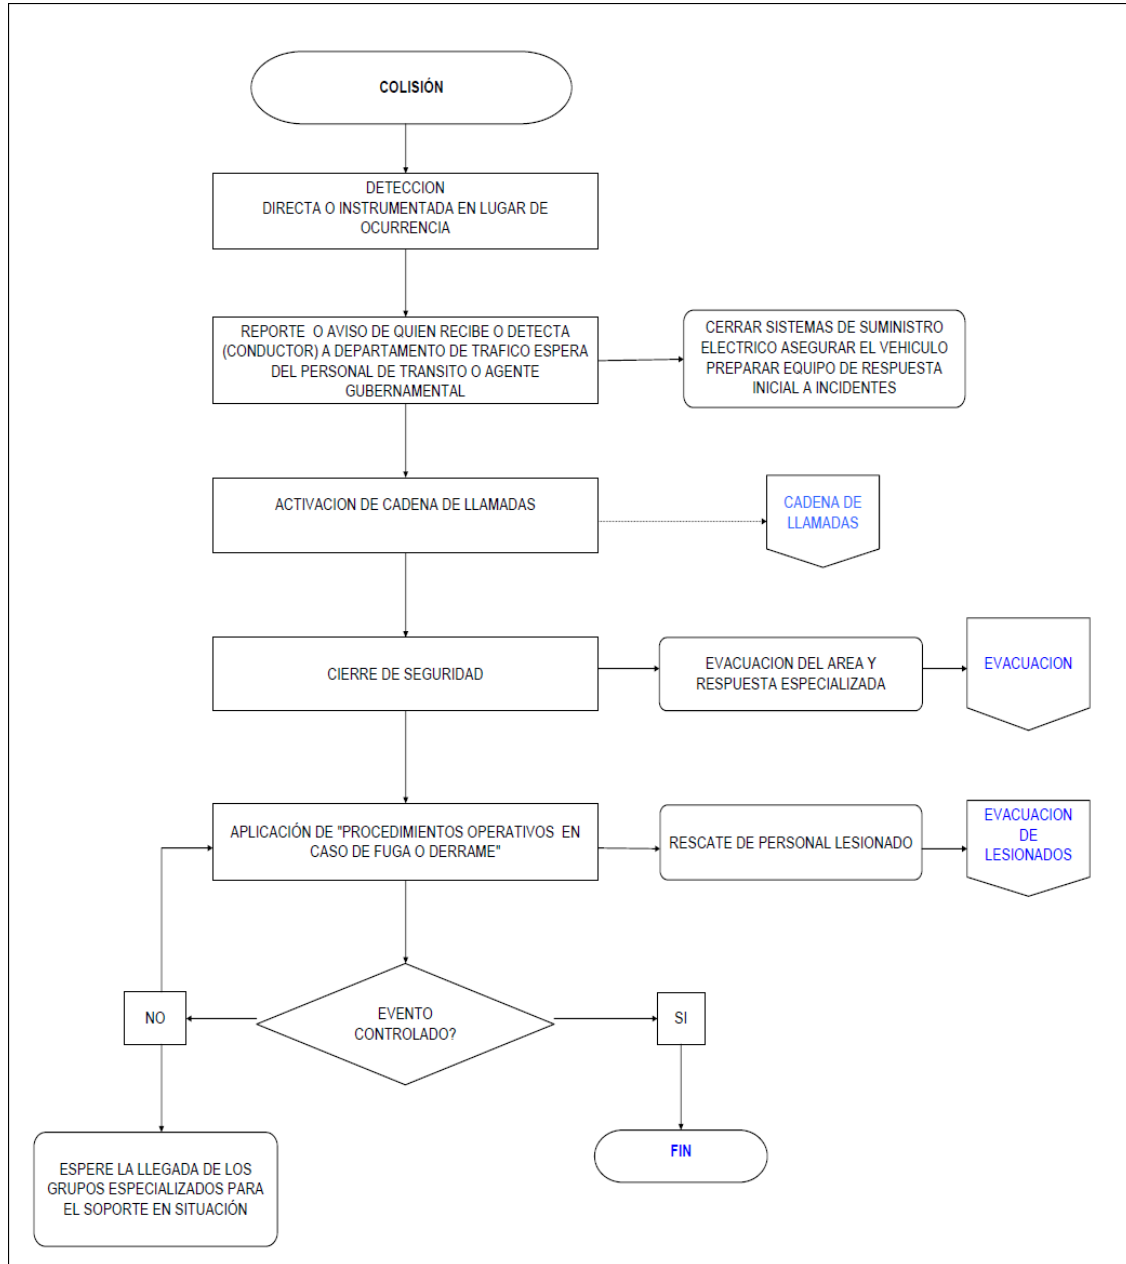 COLISIÓN
DETECCION
DIRECTA O INSTRUMENTADA EN LUGAR DE
OCURRENCIA
REPORTE O AVISO DE QUIEN RECIBE O DETECTA
(CONDUCTOR) A DEPARTAMENTO DE TRAFICO ESPERA
DEL PERSONAL DE TRANSITO O AGENTE
GUBERNAMENTAL
CERRAR SISTEMAS DE SUMINISTRO
ELECTRICO ASEGURAR EL VEHICULO
PREPARAR EQUIPO DE RESPUESTA
INICIAL A INCIDENTES
ACTIVACION DE CADENA DE LLAMADAS
CADENA DE
LLAMADAS
CIERRE DE SEGURIDAD
EVACUACION DEL AREA Y
RESPUESTA ESPECIALIZADA
EVACUACION
APLICACIÓN DE "PROCEDIMIENTOS OPERATIVOS EN
CASO DE FUGA O DERRAME"
RESCATE DE PERSONAL LESIONADO
EVACUACION
DE
LESIONADOS
EVENTO
CONTROLADO?
NO
SI
ESPERE LA LLEGADA DE LOS
GRUPOS ESPECIALIZADOS PARA
EL SOPORTE EN SITUACIÓN
FIN